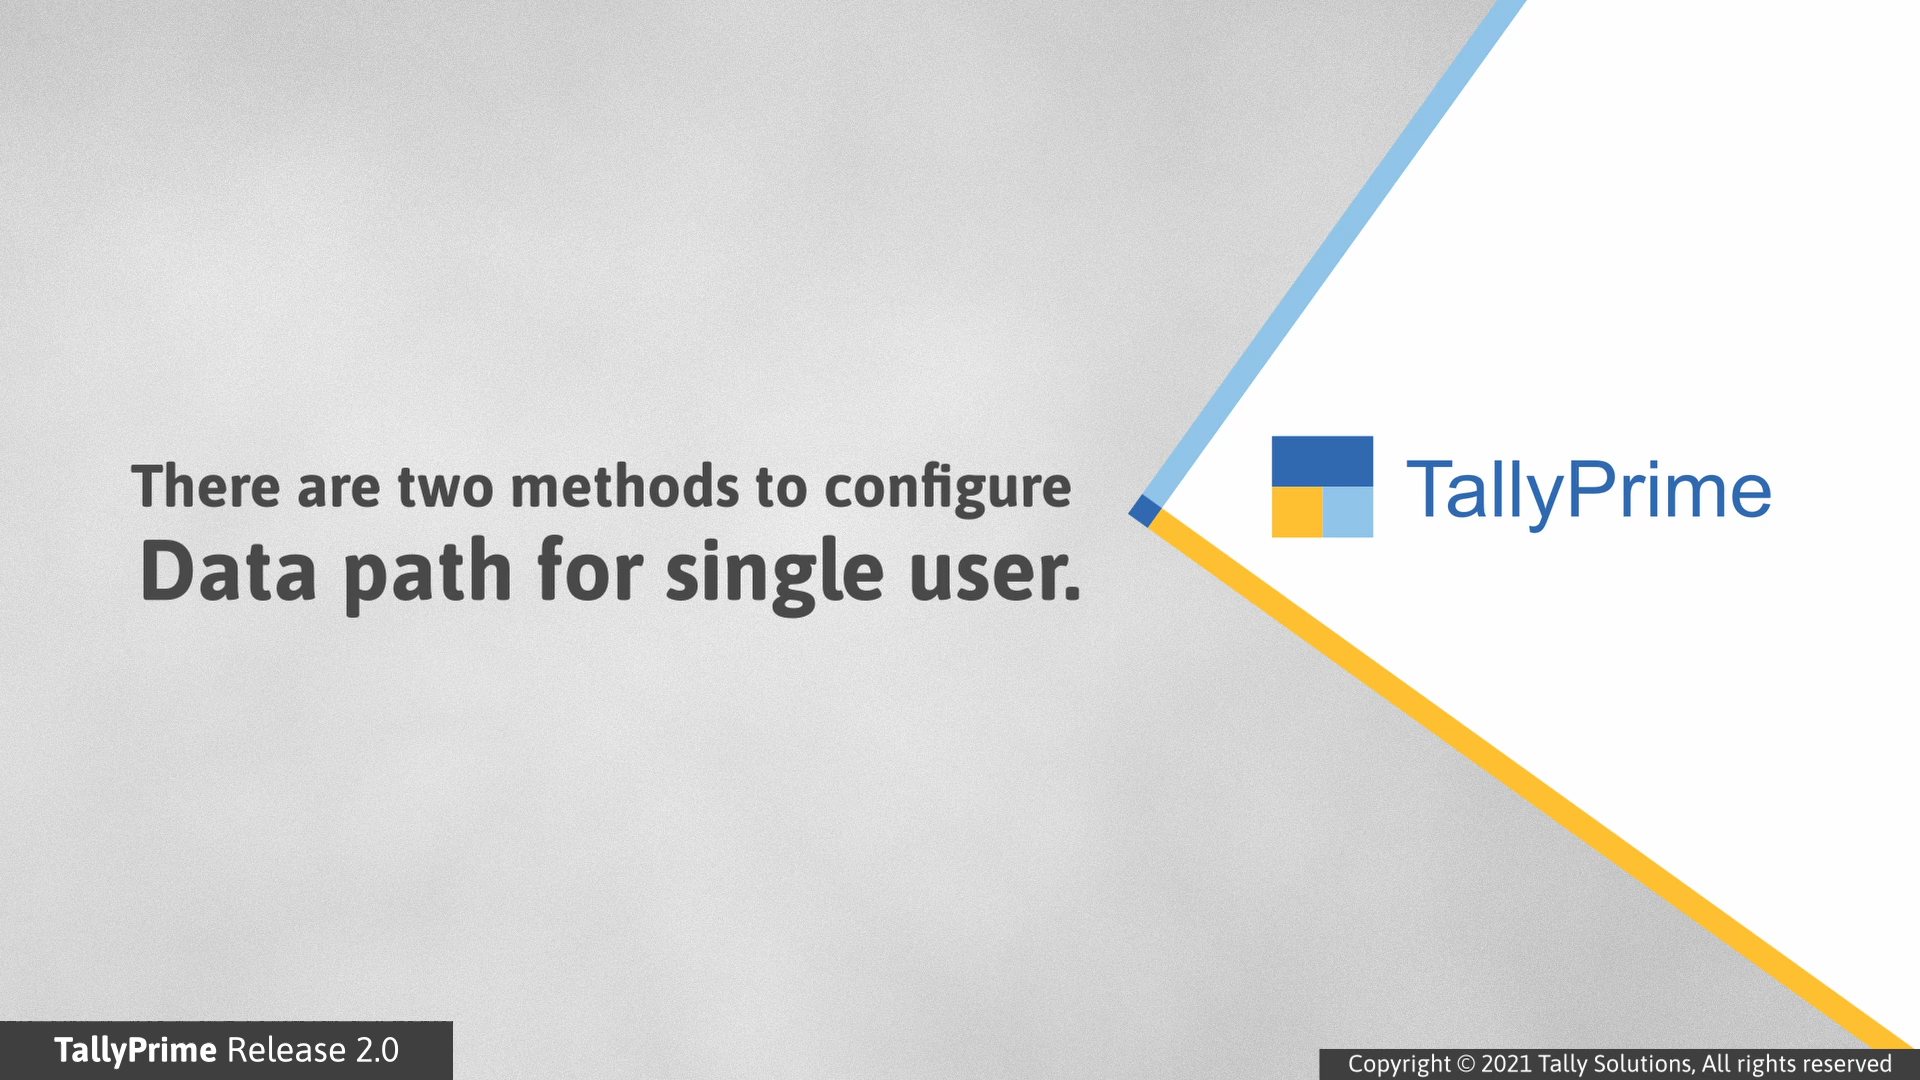 There are two methods to configure
Data path for single user.
TallyPrime
TallyPrime Release 2.0
Copyright © 2021 Tally Solutions, All rights reserved